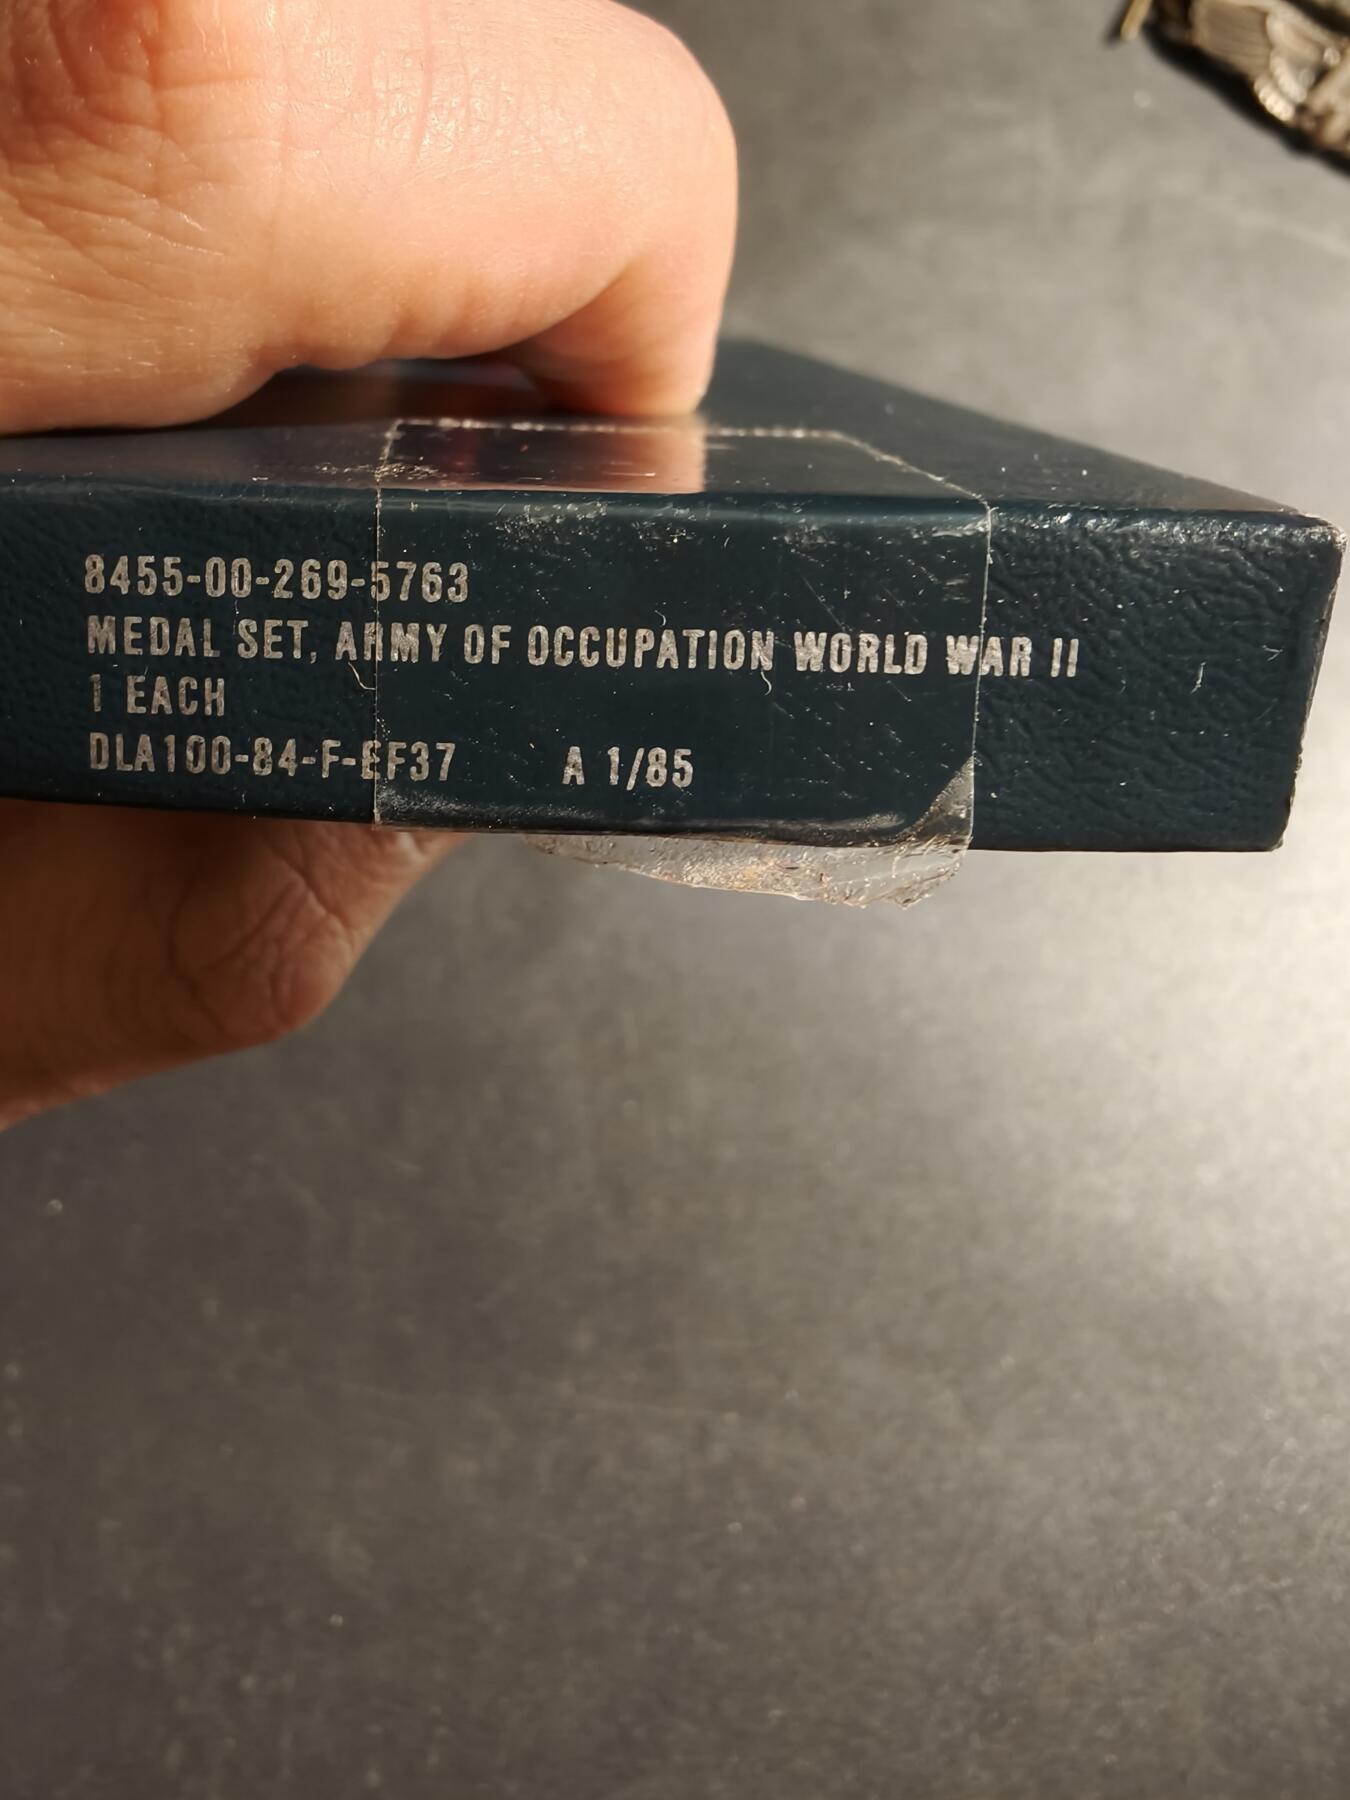 8455-00-269-5763
MEDAL SET, ARMY OF OCCUPATION WORLD WAR II
1 EACH
DLA100-84-F-EF37 A 1/85